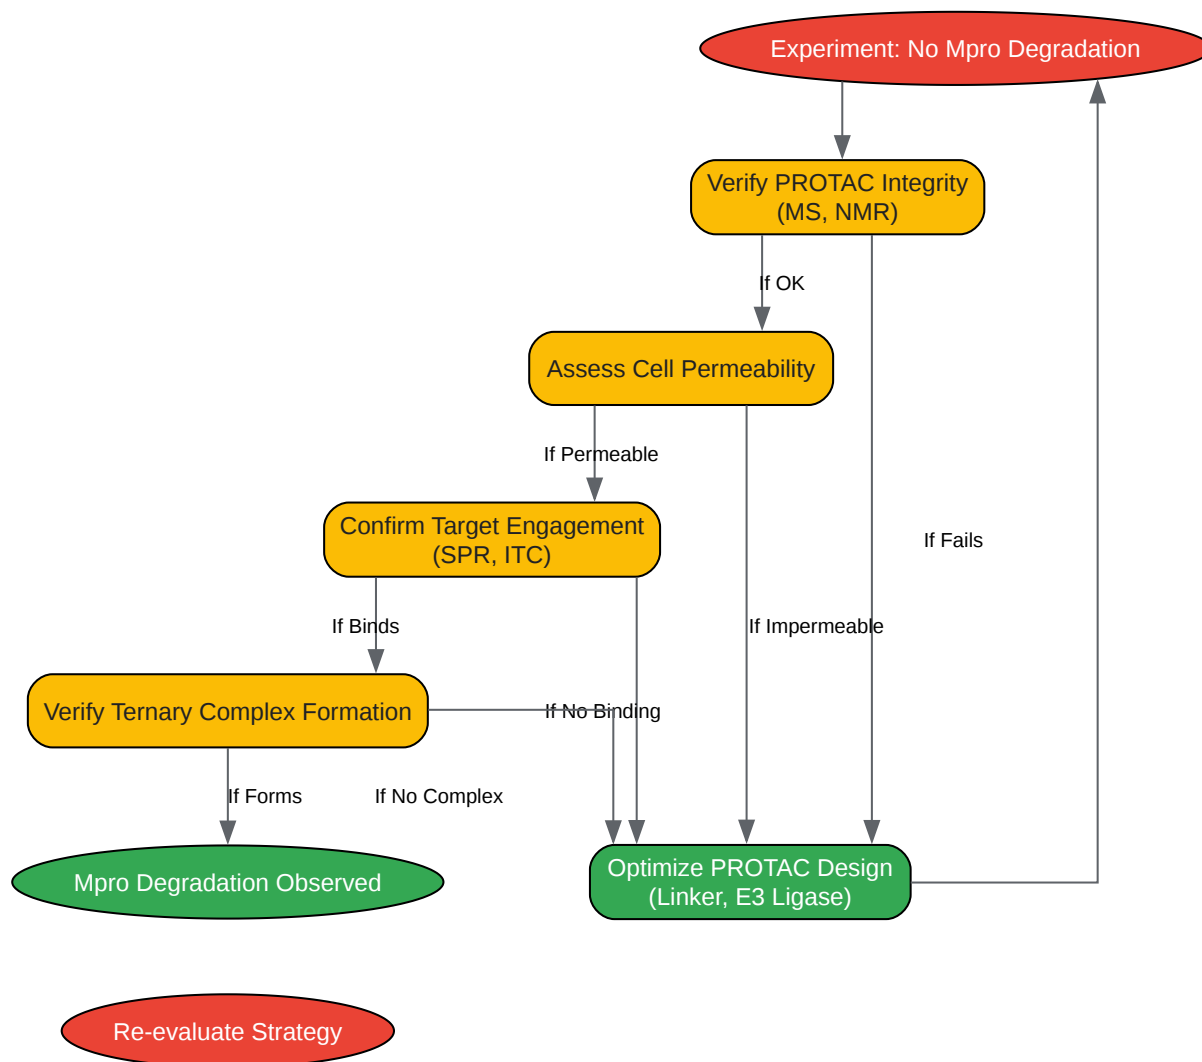 Experiment: No Mpro Degradation
Verify PROTAC Integrity
(MS, NMR)
If OK
Assess Cell Permeability
If Permeable
Confirm Target Engagement
(SPR, ITC)
If Fails
If Binds
If Impermeable
Verify Ternary Complex Formation
If No Binding
If Forms
If No Complex
Mpro Degradation Observed
Optimize PROTAC Design
(Linker, E3 Ligase)
Re-evaluate Strategy